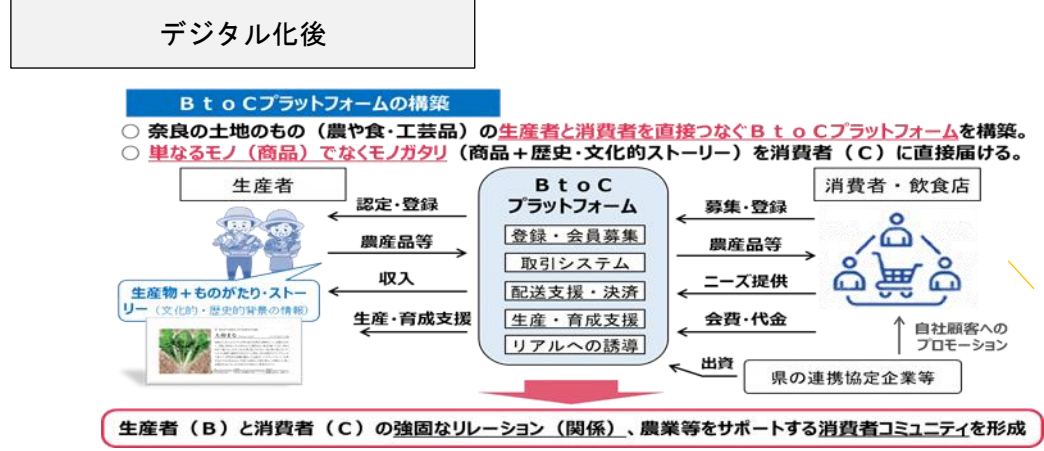 デジタル化後
BtoCプラットフォームの構築
○ 奈良の土地のもの（農や食・工芸品）の生産者と消費者を直接つなぐBtoCプラットフォームを構築。
○ 単なるモノ（商品）でなくモノガタリ（商品＋歴史・文化的ストーリー）を消費者（C）に直接届ける。
生産者
BtoC
プラットフォーム
消費者・飲食店
認定・登録
募集・登録
登録・会員募集
農産品等
農産品等
取引システム
収入
ニーズ提供
配送支援・決済
生産物＋ものがたり・ストー
リー（文化的・歴史的背景の情報）
生産・育成支援
会費・代金
生産・育成支援
リアルへの誘導
自社顧客への
プロモーション
出資
県の連携協定企業等
生産者（B）と消費者（C）の強固なリレーション（関係）、農業等をサポートする消費者コミュニティを形成